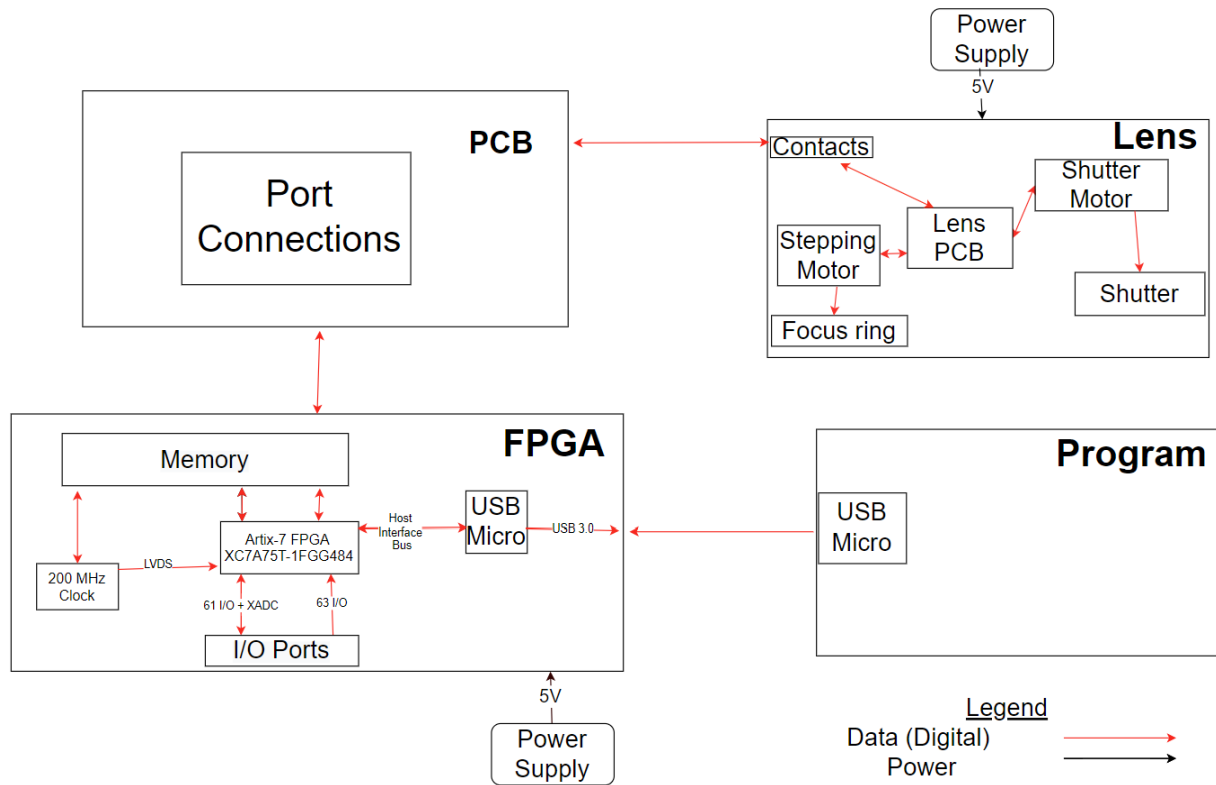 Power
Supply
5V
PCB
Port
Connections
Lens
Contacts
Shutter
Motor
Lens
PCB
Stepping
Motor
Shutter
Focus ring
FPGA
Memory
USB
Micro
Host
Interface
Bus
USB 3.0
Artix-7 FPGA
XC7A75T-1FGG484
LVDS
200 MHz
Clock
61 I/O + XADC
63 I/O
I/O Ports
5V
Power
Supply
Program
USB
Micro
Legend
Data (Digital)
Power